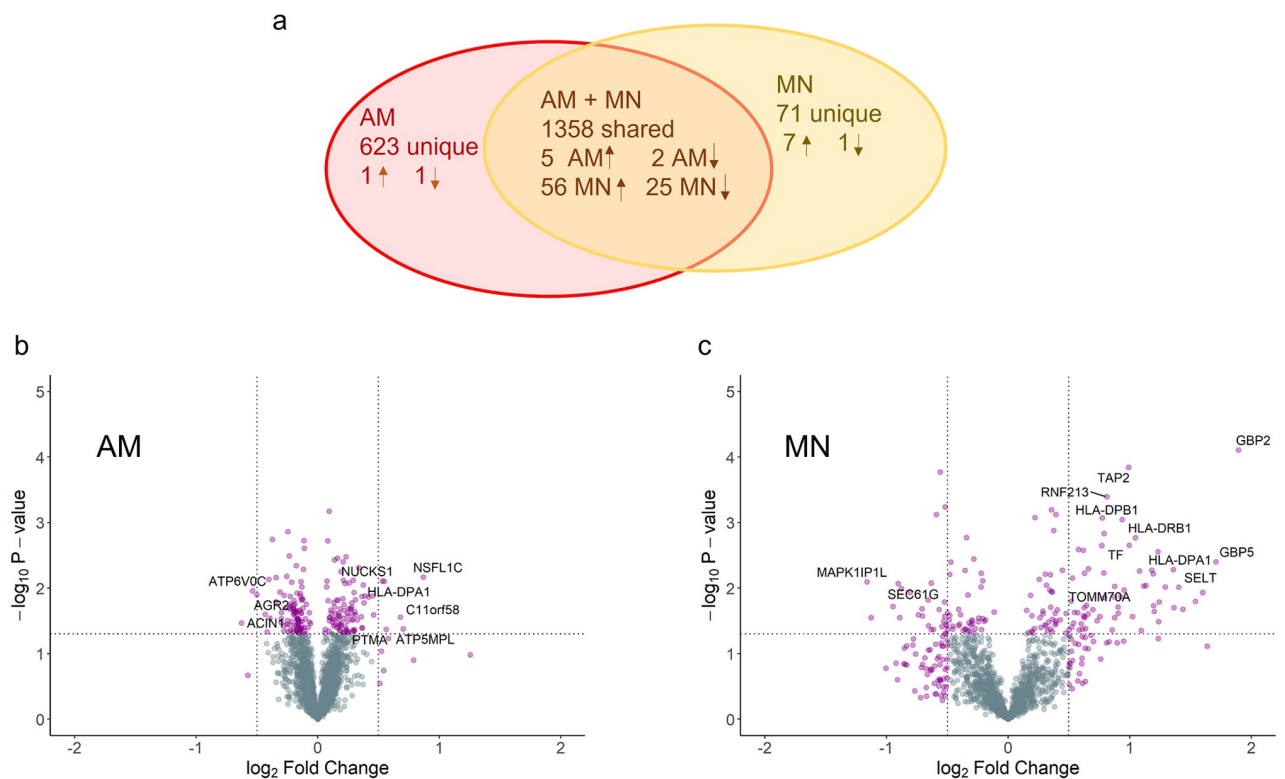 a
AM
623 unique
1↑ 1↓
AM + MN
1358 shared
5 AM↑ 2 AM↓
56 MN↑ 25 MN↓
MN
71 unique
7↑ 1↓
b
AM
−log10 P − value
5
4
3
2
1
0
NUCKS1
NSFL1C
ATP6V0C
HLA-DPA1
AGR2
C11orf58
ACIN1
PTMA
ATP5MPL
-2 -1 0 1 2
log2 Fold Change
c
MN
−log10 P − value
5
4
3
2
1
0
GBP2
TAP2
RNF213
HLA-DPB1
HLA-DRB1
TF
HLA-DPA1
GBP5
MAPK1IP1L
SELT
SEC61G
TOMM70A
-2 -1 0 1 2
log2 Fold Change